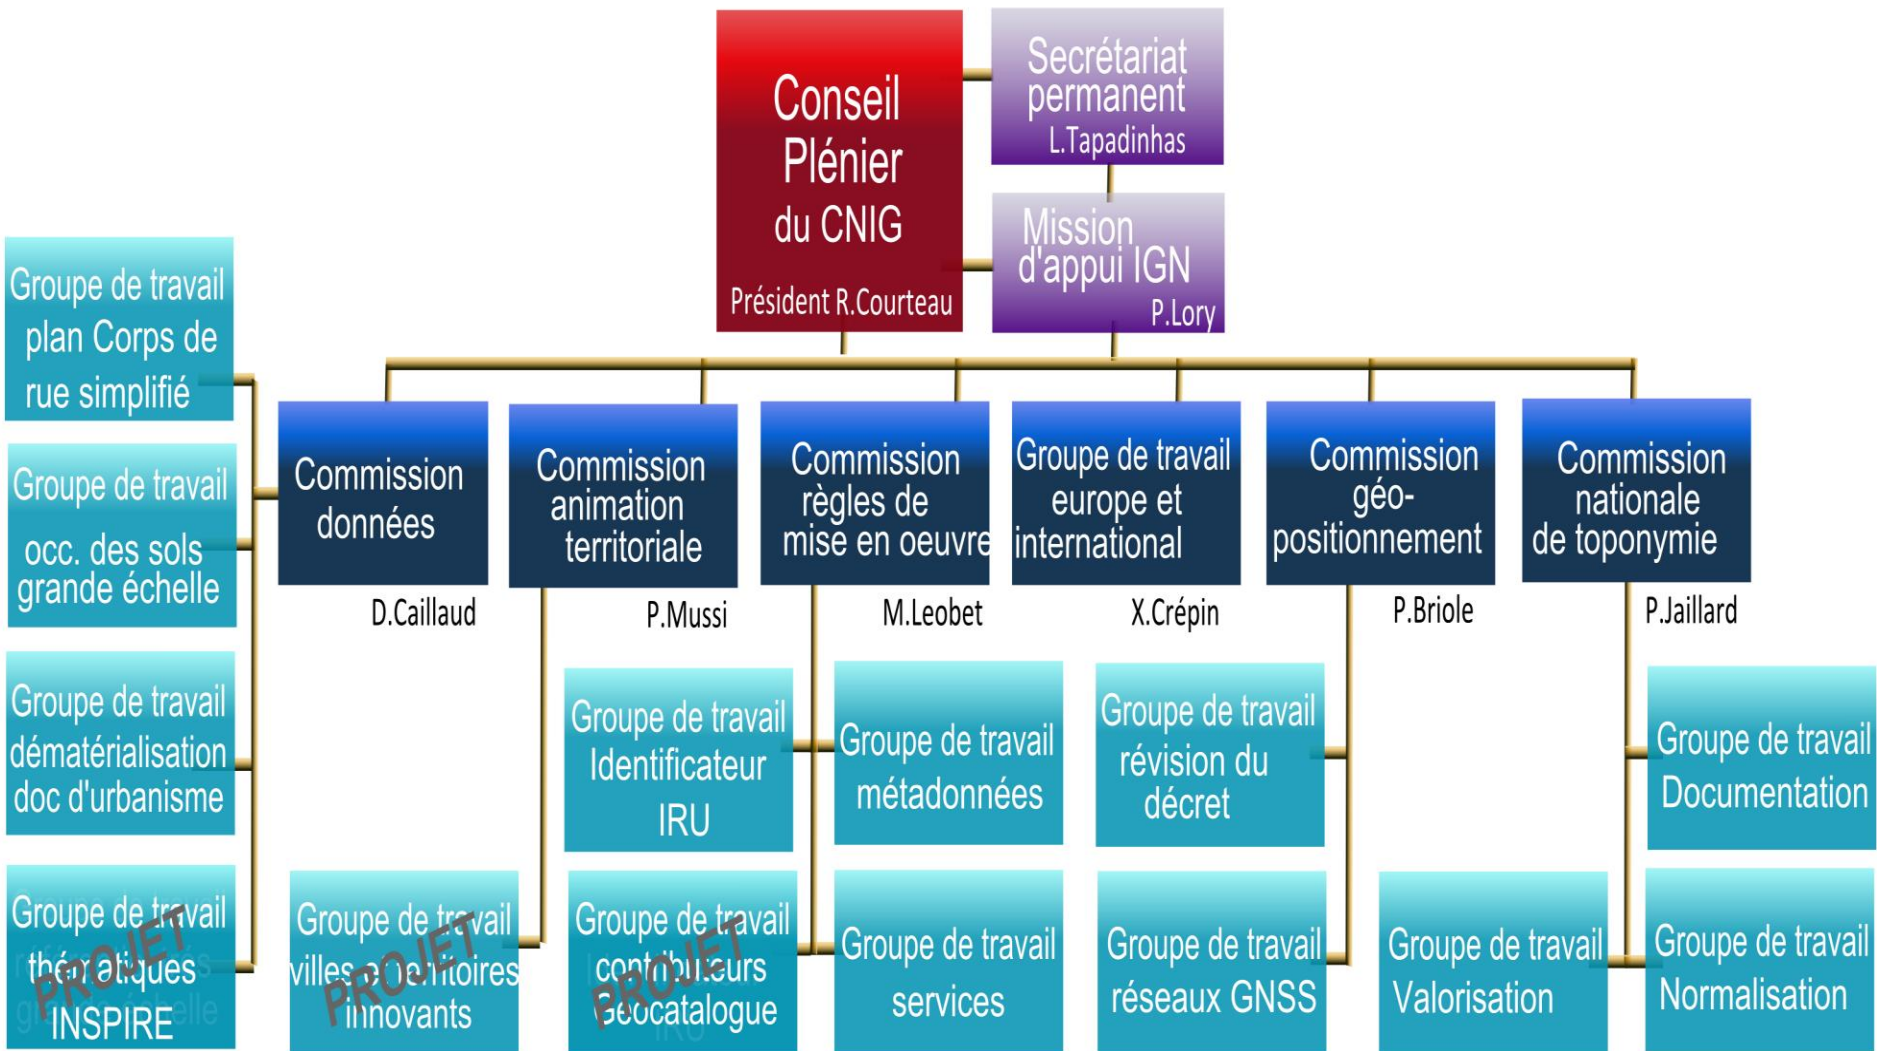 Conseil
Plénier
du CNIG
Président R.Courteau
Secrétariat
permanent
L.Tapadinhas
Mission
d'appui IGN
P.Lory
Groupe de travail
plan Corps de
rue simplifié
Groupe de travail
occ. des sols
grande échelle
Groupe de travail
dématérialisation
doc d'urbanisme
Groupe de travail
thématiques
INSPIRE
PROJET
Commission
données
D.Caillaud
Commission
animation
territoriale
P.Mussi
Commission
règles de
mise en oeuvre
M.Leobet
Groupe de travail
europe et
international
X.Crépin
Commission
géo-
positionnement
P.Briole
Commission
nationale
de toponymie
P.Jaillard
Groupe de travail
villes et territoires
innovants
PROJET
Groupe de travail
Identificateur
IRU
Groupe de travail
métadonnées
Groupe de travail
contributeurs
Géocatalogue
PROJET
Groupe de travail
services
Groupe de travail
révision du
décret
Groupe de travail
réseaux GNSS
Groupe de travail
Documentation
Groupe de travail
Valorisation
Groupe de travail
Normalisation